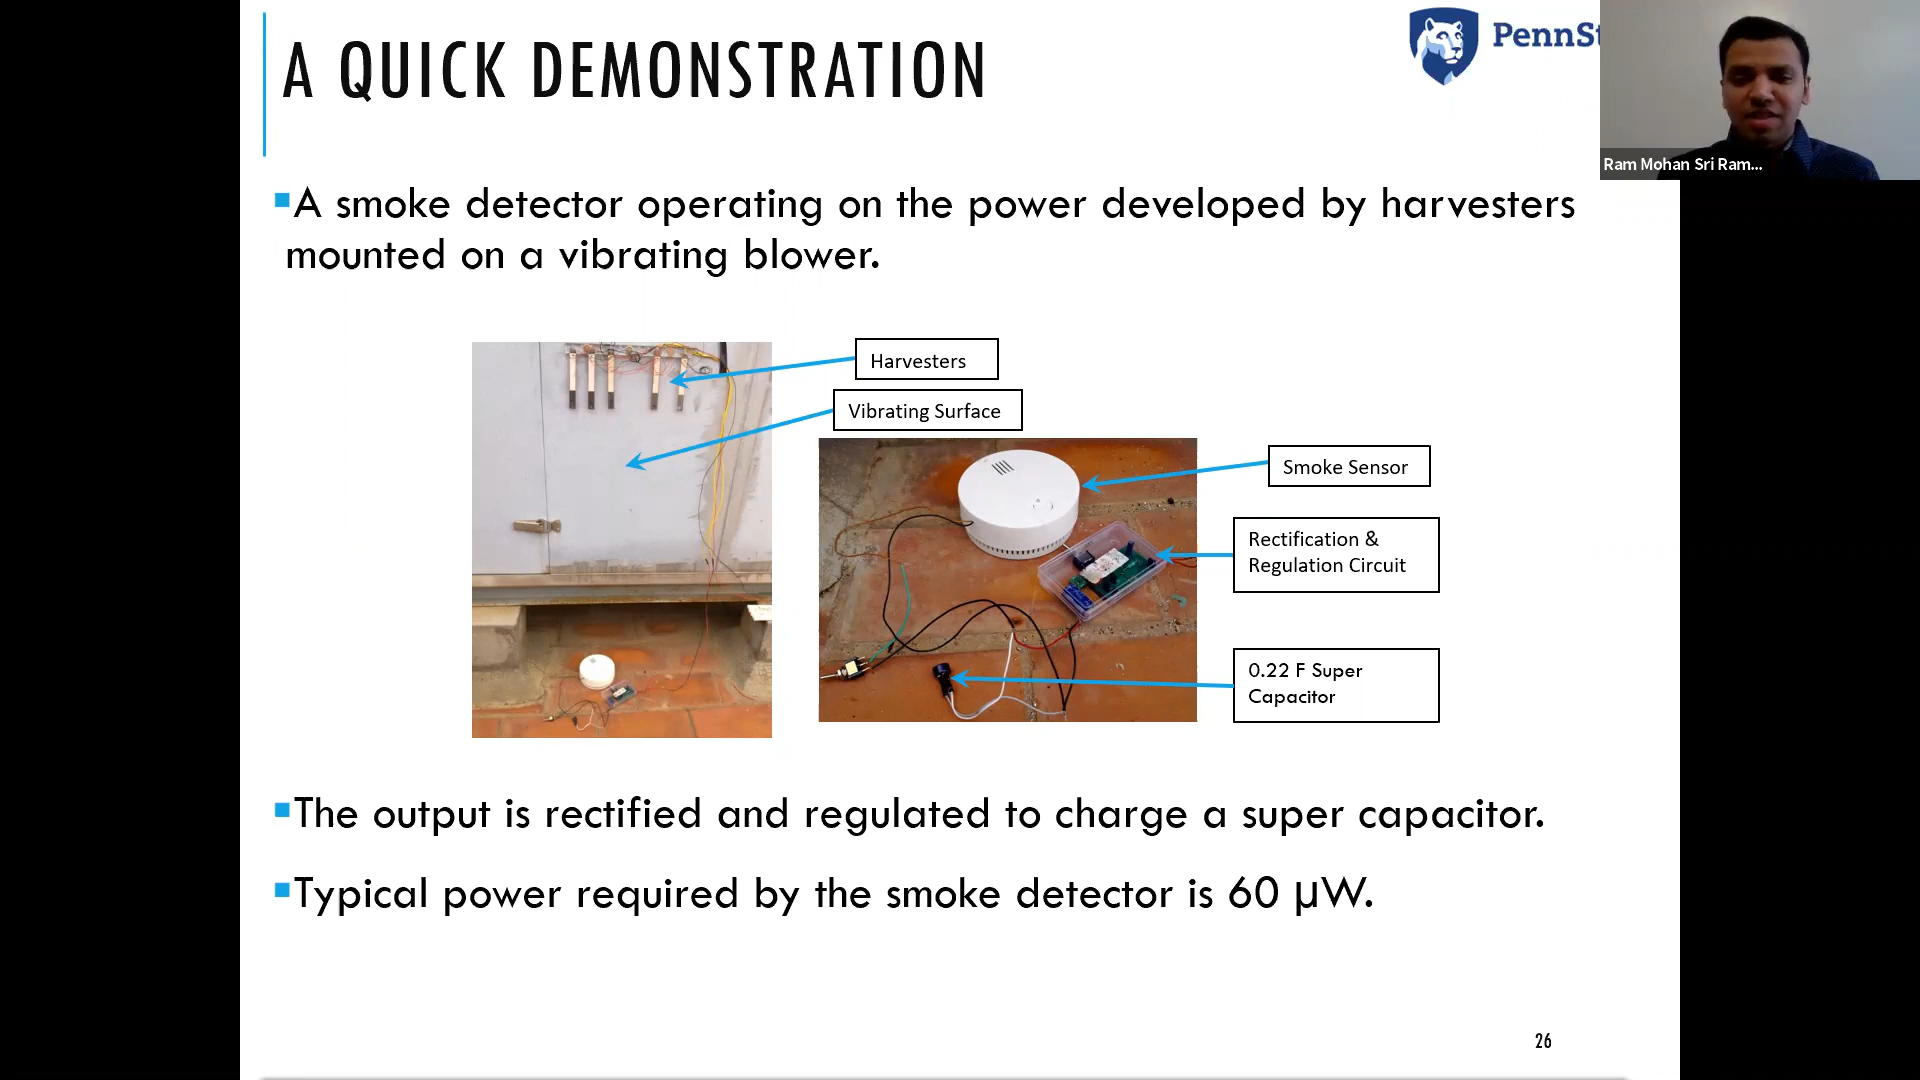 A QUICK DEMONSTRATION
PennSt
Ram Mohan Sri Ram...
▪A smoke detector operating on the power developed by harvesters
mounted on a vibrating blower.
Harvesters
Vibrating Surface
Smoke Sensor
Rectification &
Regulation Circuit
0.22 F Super
Capacitor
▪The output is rectified and regulated to charge a super capacitor.
▪Typical power required by the smoke detector is 60 µW.
26